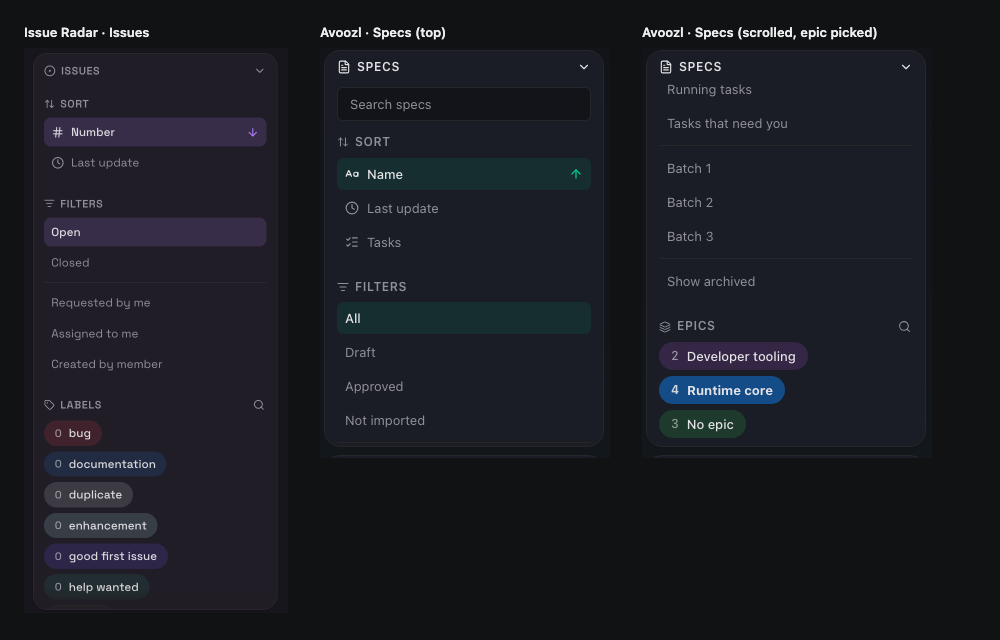 Issue Radar · Issues
ISSUES
SORT
# Number
Last update
FILTERS
Open
Closed
Requested by me
Assigned to me
Created by member
LABELS
0 bug
0 documentation
0 duplicate
0 enhancement
0 good first issue
0 help wanted
Avoozl · Specs (top)
SPECS
Search specs
SORT
Aa Name
Last update
Tasks
FILTERS
All
Draft
Approved
Not imported
Avoozl · Specs (scrolled, epic picked)
SPECS
Running tasks
Tasks that need you
Batch 1
Batch 2
Batch 3
Show archived
EPICS
2 Developer tooling
4 Runtime core
3 No epic